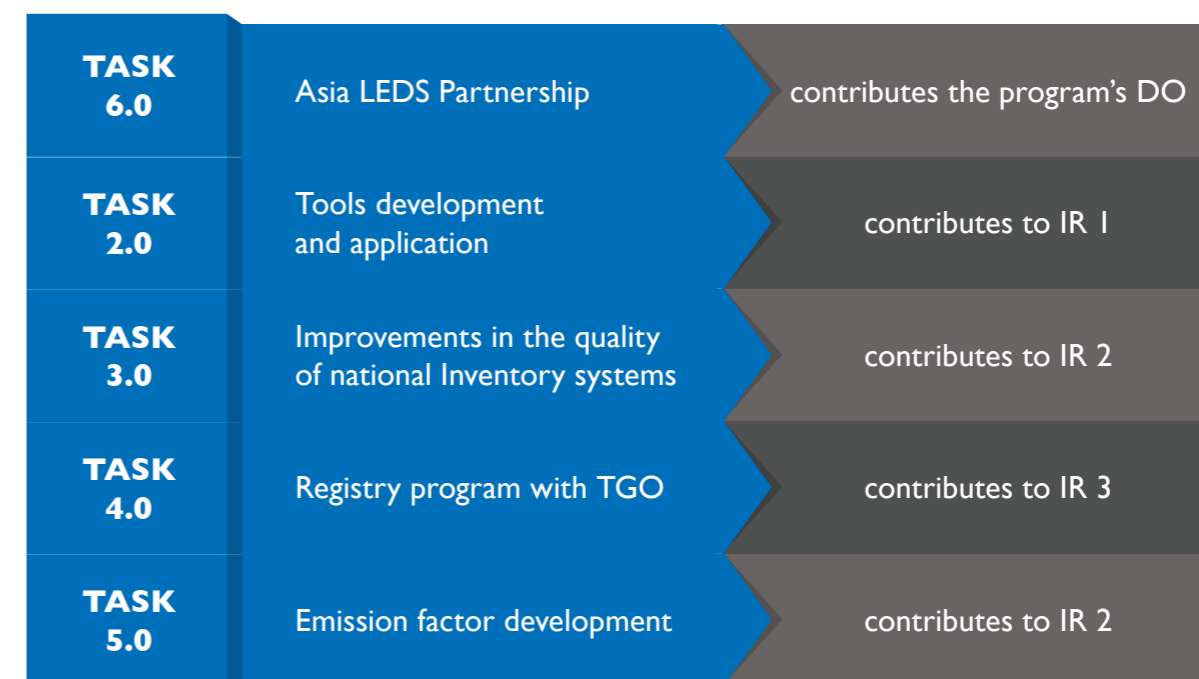 TASK
6.0
Asia LEDS Partnership
contributes the program's DO
TASK
2.0
Tools development
and application
contributes to IR 1
TASK
3.0
Improvements in the quality
of national Inventory systems
contributes to IR 2
TASK
4.0
Registry program with TGO
contributes to IR 3
TASK
5.0
Emission factor development
contributes to IR 2